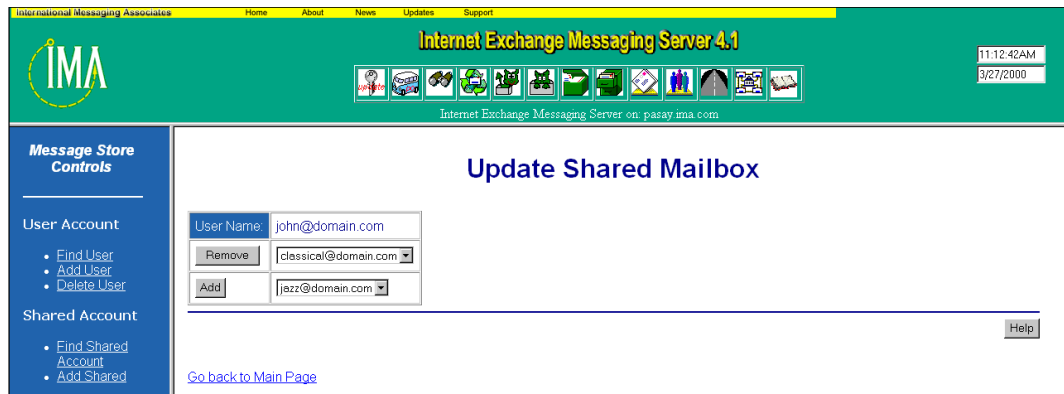 International Messaging Associates Home About News Updates Support
IMA
Internet Exchange Messaging Server 4.1
11:12:42AM
3/27/2000
update
Internet Exchange Messaging Server on: pasay.ima.com
Message Store
Controls
User Account
Find User
Add User
Delete User
Shared Account
Find Shared
Account
Add Shared
Update Shared Mailbox
User Name: john@domain.com
Remove classical@domain.com
Add jazz@domain.com
Help
Go back to Main Page